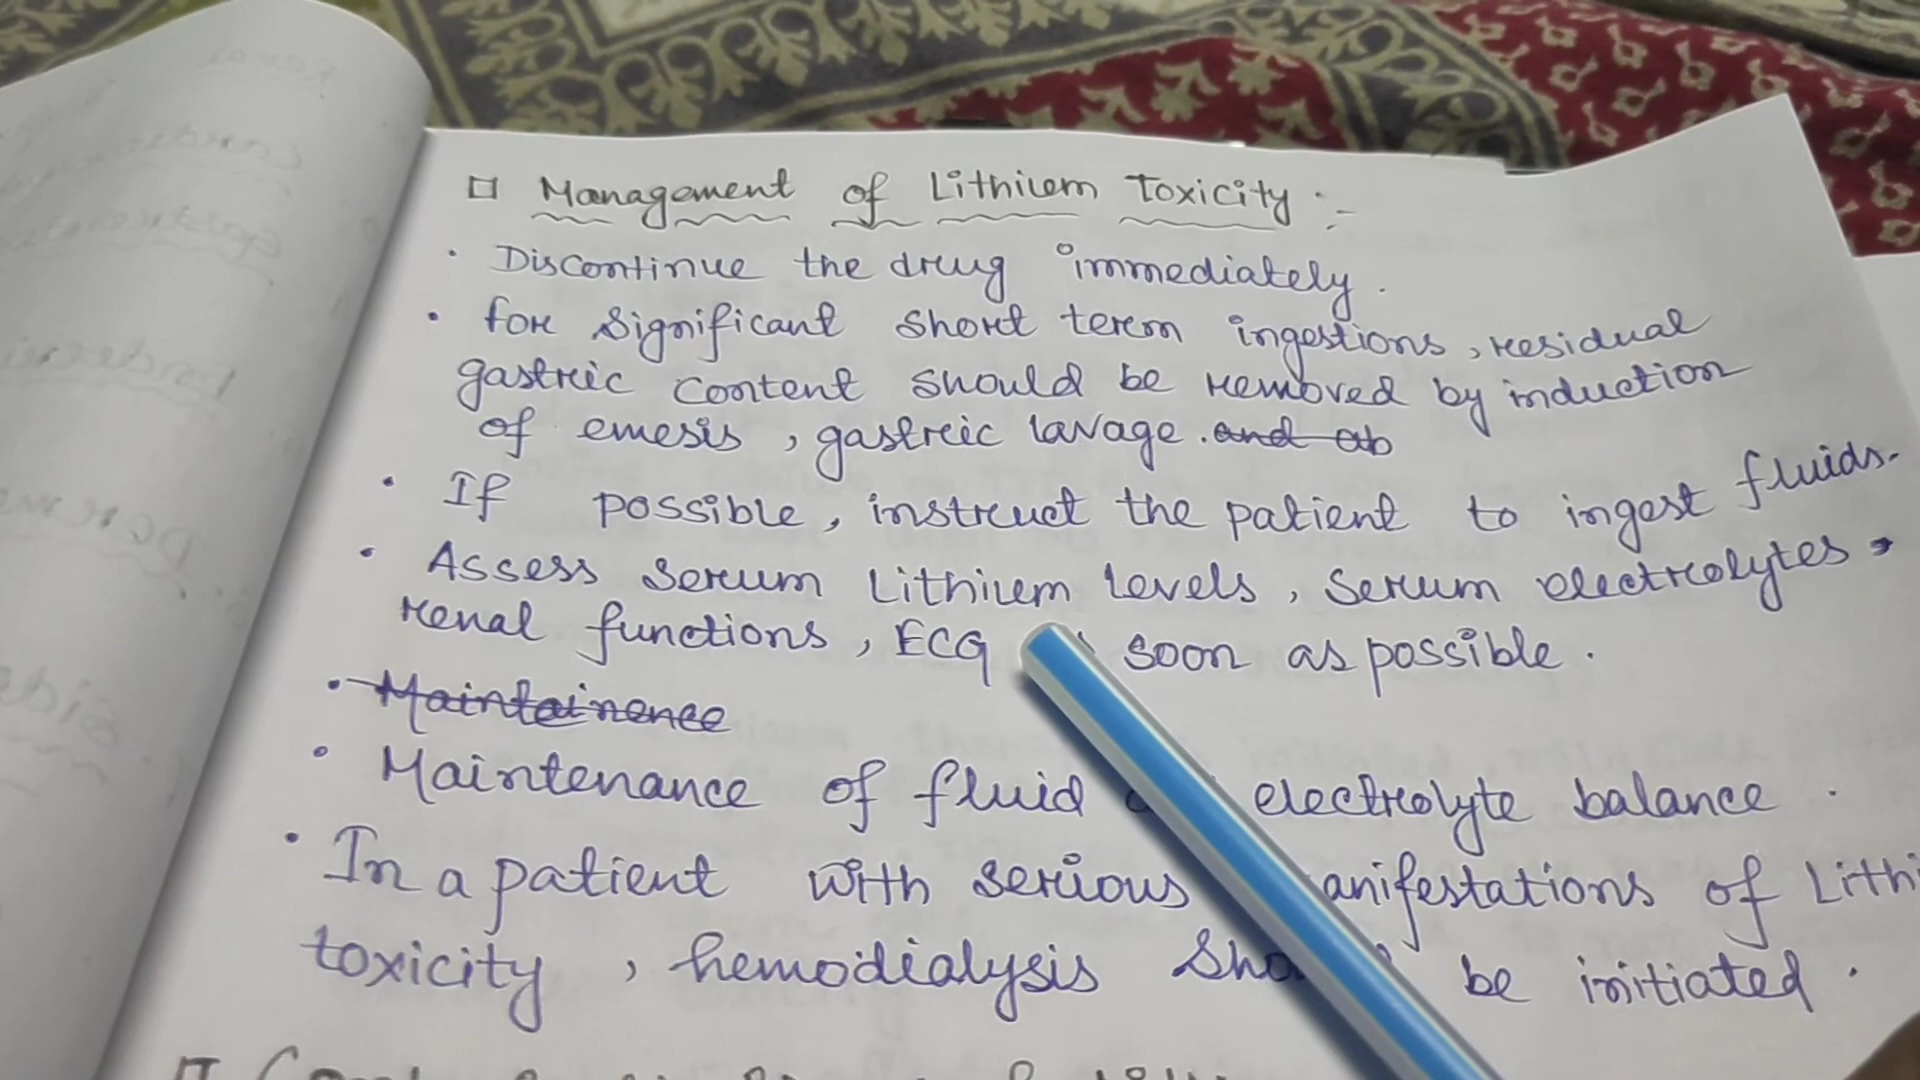 Management of Lithium Toxicity :-
• Discontinue the drug immediately.
• for significant short term ingestions, residual
gastric content should be removed by induction
of emesis, gastric lavage. and ab
• If possible, instruct the patient to ingest fluids.
• Assess serum Lithium levels, serum electrolytes,
renal functions, ECG soon as possible.
• Maintainence
• Maintenance of fluid electrolyte balance.
• In a patient with serious anifestations of Lithi
toxicity, hemodialysis sho be initiated.